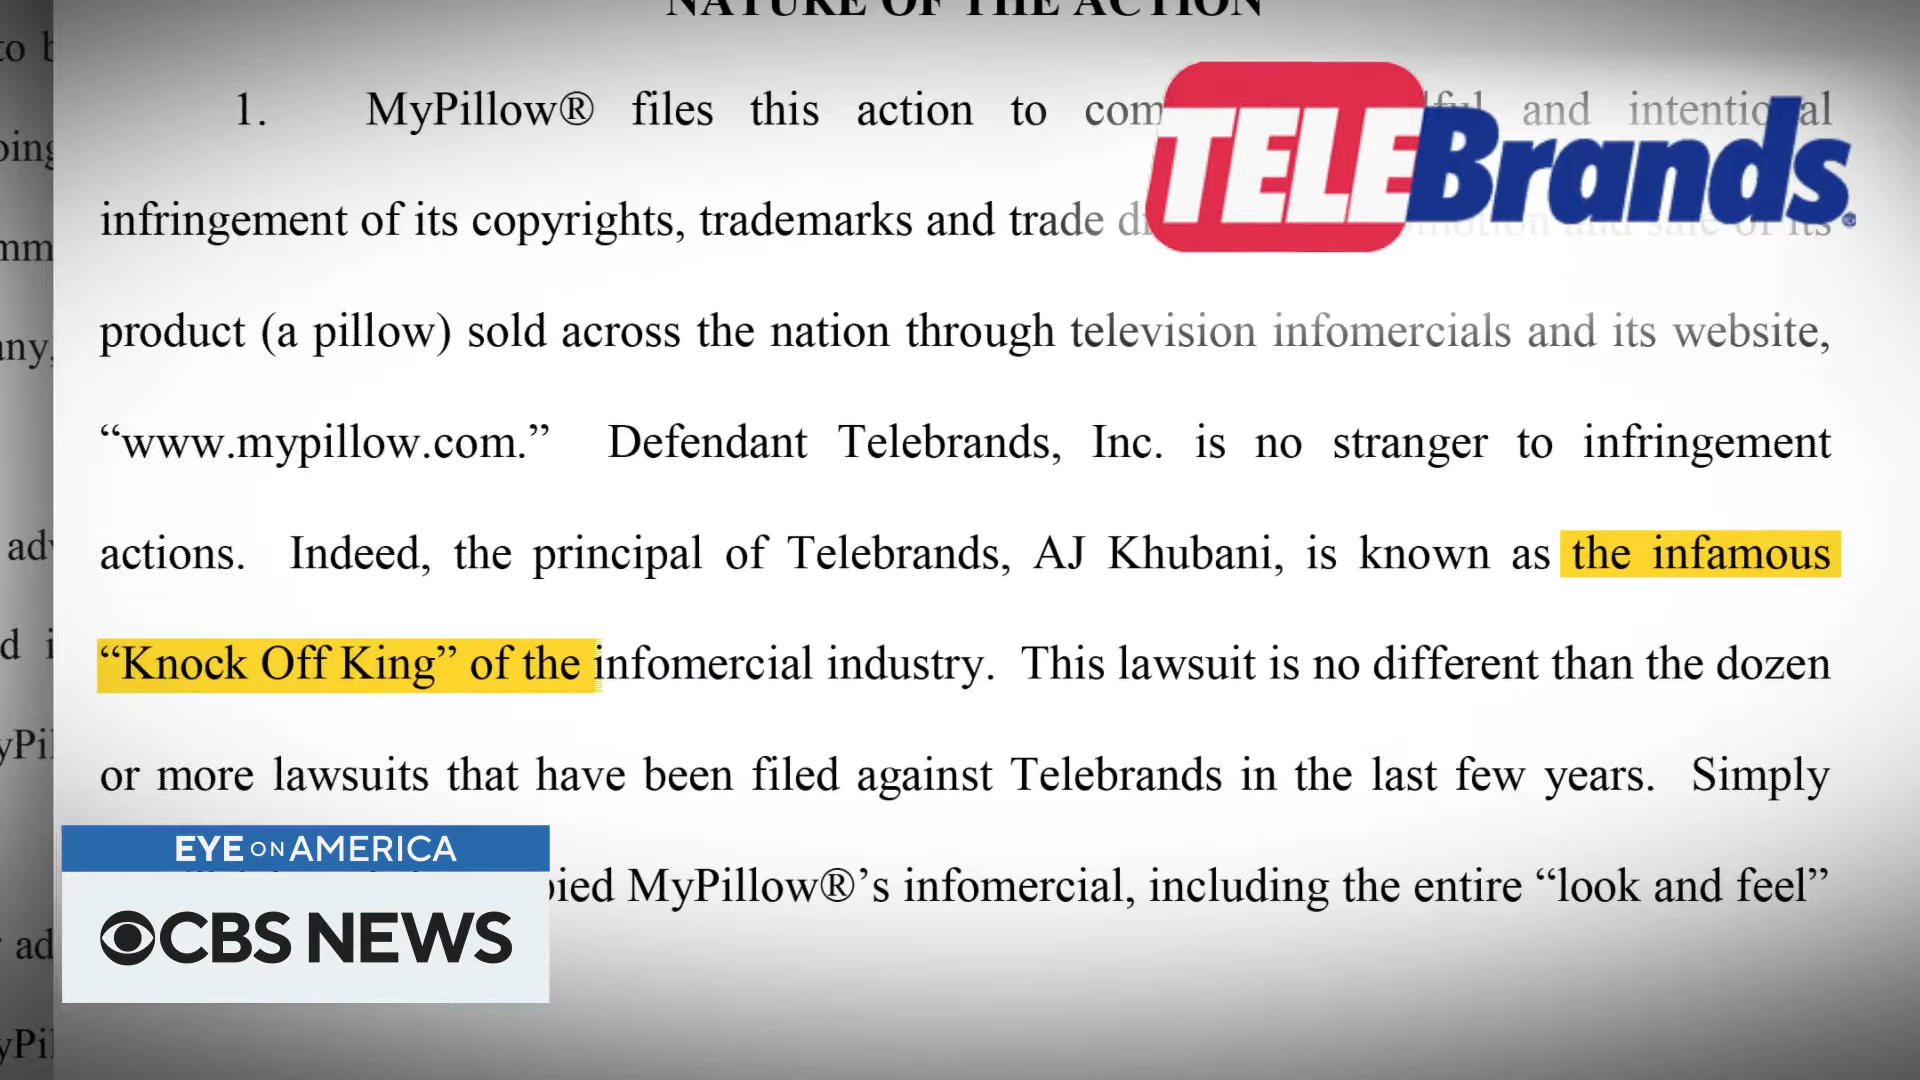 NATURE OF THE ACTION
1. MyPillow® files this action to and intentional
TELEBrands®
infringement of its copyrights, trademarks and trade sale of its
product (a pillow) sold across the nation through television infomercials and its website,
“www.mypillow.com.” Defendant Telebrands, Inc. is no stranger to infringement
actions. Indeed, the principal of Telebrands, AJ Khubani, is known as the infamous
“Knock Off King” of the infomercial industry. This lawsuit is no different than the dozen
or more lawsuits that have been filed against Telebrands in the last few years. Simply
MyPillow®’s infomercial, including the entire “look and feel”
EYE ON AMERICA
CBS NEWS